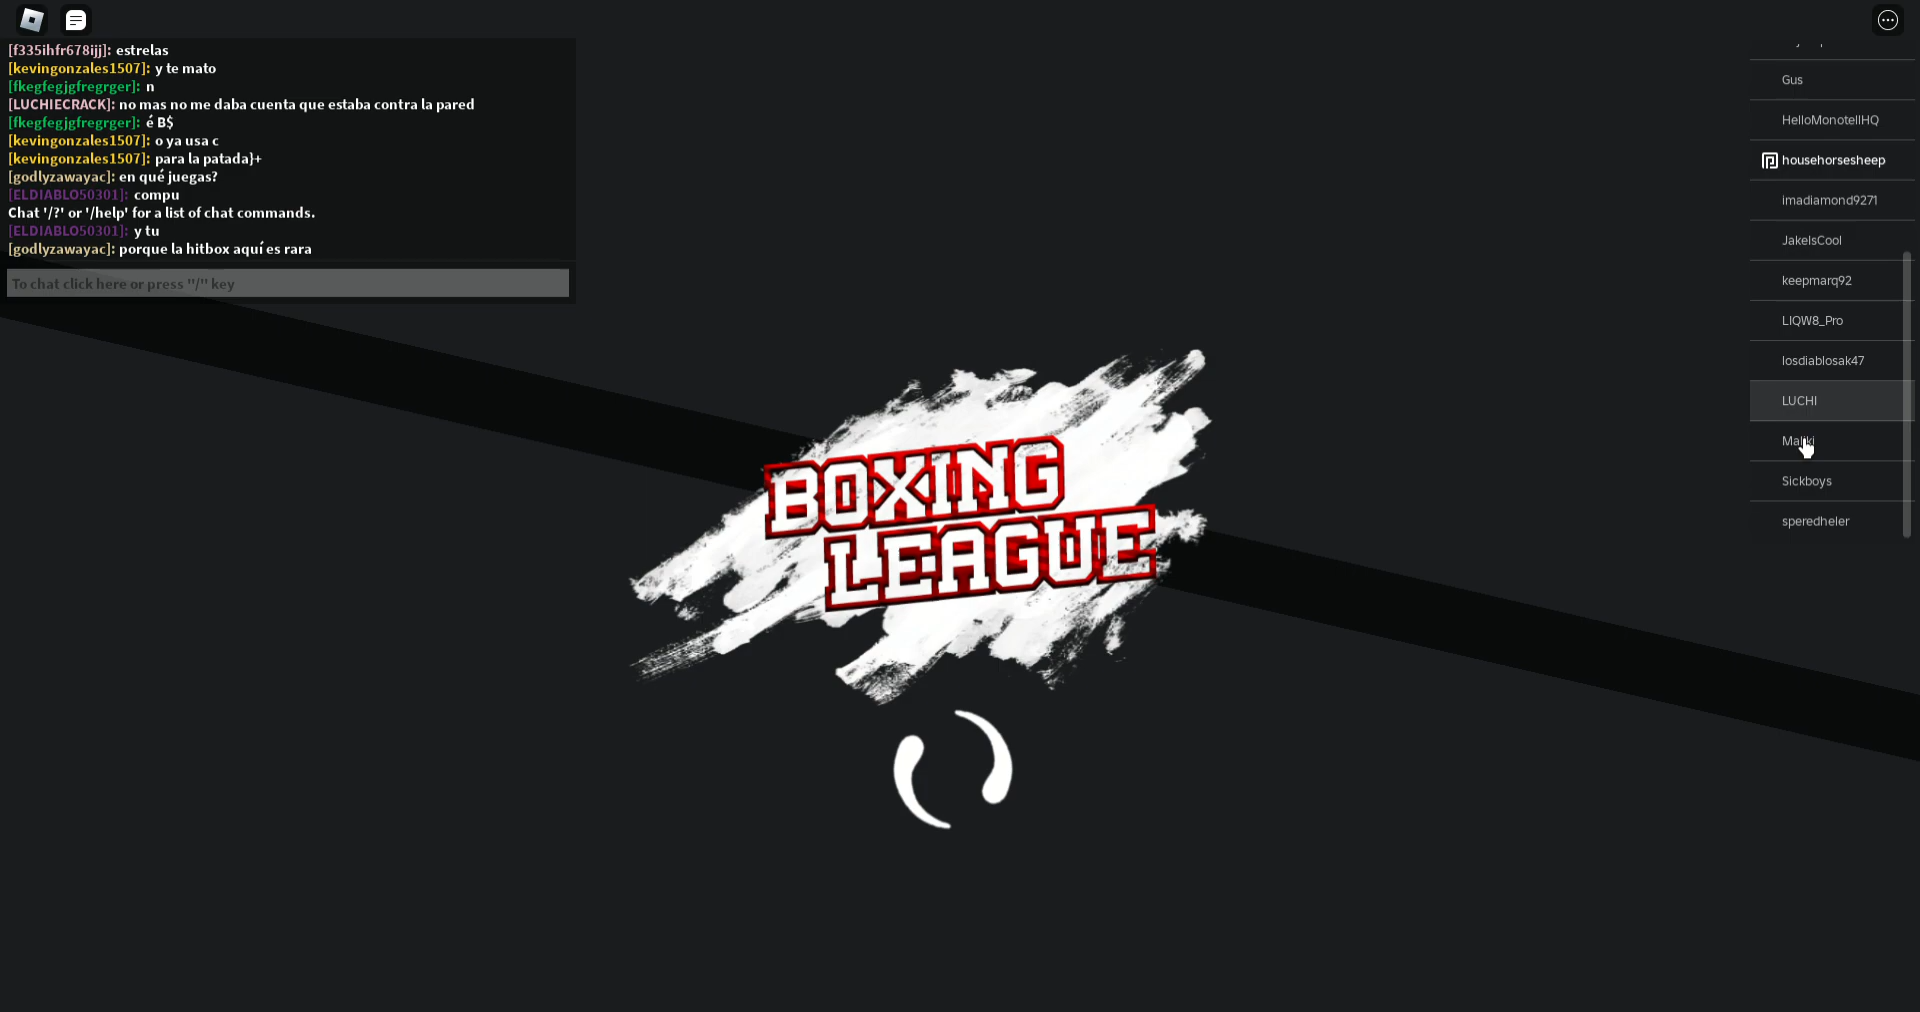 [f335ihfr678ijj]: estrelas
[kevingonzales1507]: y te mato
[fkegfegjgfregrger]: n
[LUCHIECRACK]: no mas no me daba cuenta que estaba contra la pared
[fkegfegjgfregrger]: é B$
[kevingonzales1507]: o ya usa c
[kevingonzales1507]: para la patada}+
[godlyzawayac]: en qué juegas?
[ELDIABLO50301]: compu
Chat '/?' or '/help' for a list of chat commands.
[ELDIABLO50301]: y tu
[godlyzawayac]: porque la hitbox aquí es rara
To chat click here or press "/" key
BOXING
LEAGUE
Gus
HelloMonotellHQ
househorsesheep
imadiamond9271
JakeIsCool
keepmarq92
LIQW8_Pro
losdiablosak47
LUCHI
Sickboys
speredheler